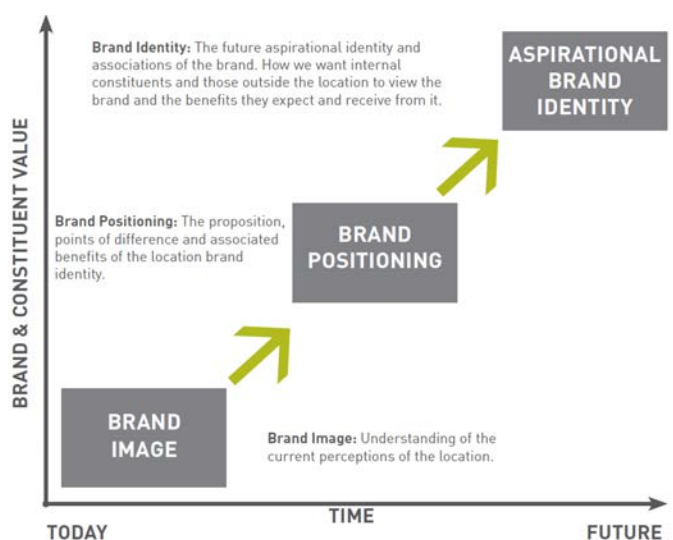 Brand Identity: The future aspirational identity and
associations of the brand. How we want internal
constituents and those outside the location to view the
brand and the benefits they expect and receive from it.
ASPIRATIONAL
BRAND
IDENTITY
BRAND & CONSTITUENT VALUE
Brand Positioning: The proposition,
points of difference and associated
benefits of the location brand
identity.
BRAND
POSITIONING
BRAND
IMAGE
Brand Image: Understanding of the
current perceptions of the location.
TODAY
TIME
FUTURE